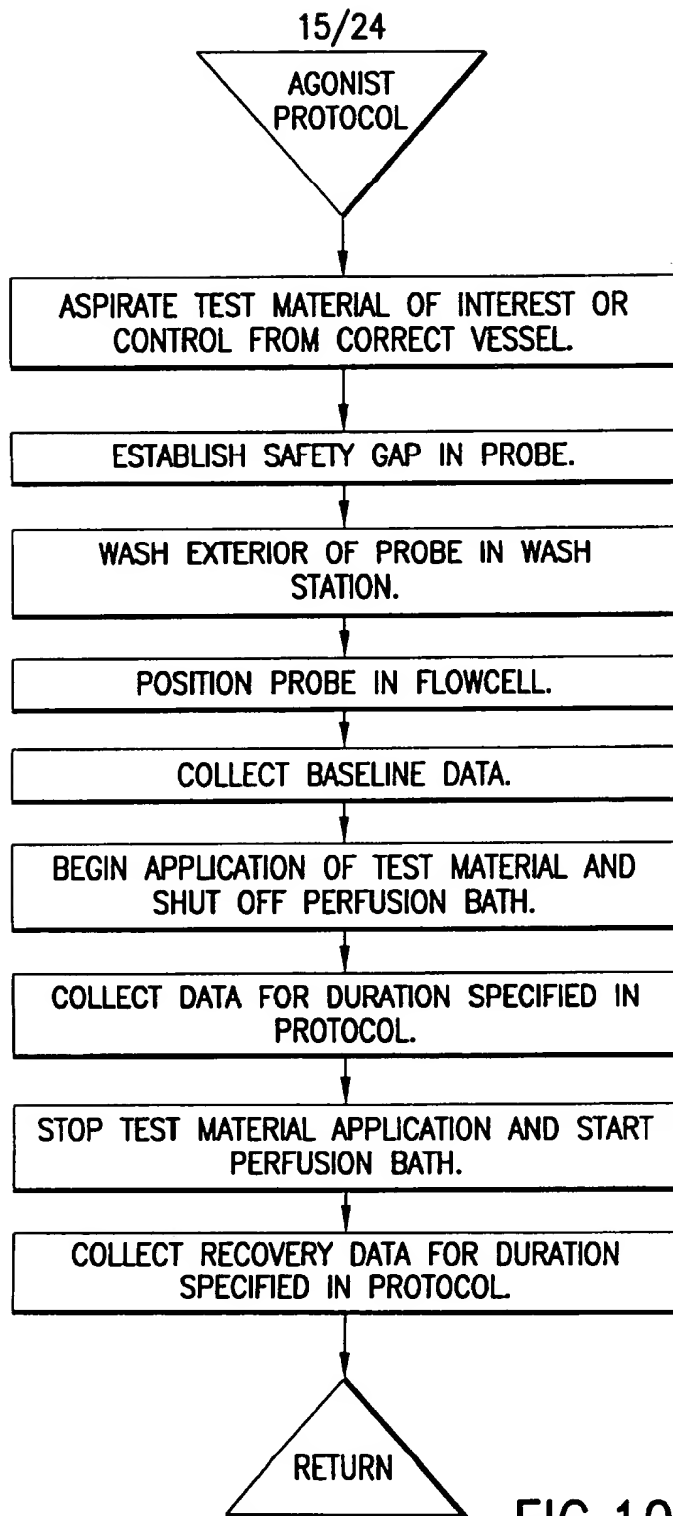 15/24
AGONIST
PROTOCOL
ASPIRATE TEST MATERIAL OF INTEREST OR
CONTROL FROM CORRECT VESSEL.
ESTABLISH SAFETY GAP IN PROBE.
WASH EXTERIOR OF PROBE IN WASH
STATION.
POSITION PROBE IN FLOWCELL.
COLLECT BASELINE DATA.
BEGIN APPLICATION OF TEST MATERIAL AND
SHUT OFF PERFUSION BATH.
COLLECT DATA FOR DURATION SPECIFIED IN
PROTOCOL.
STOP TEST MATERIAL APPLICATION AND START
PERFUSION BATH.
COLLECT RECOVERY DATA FOR DURATION
SPECIFIED IN PROTOCOL.
RETURN